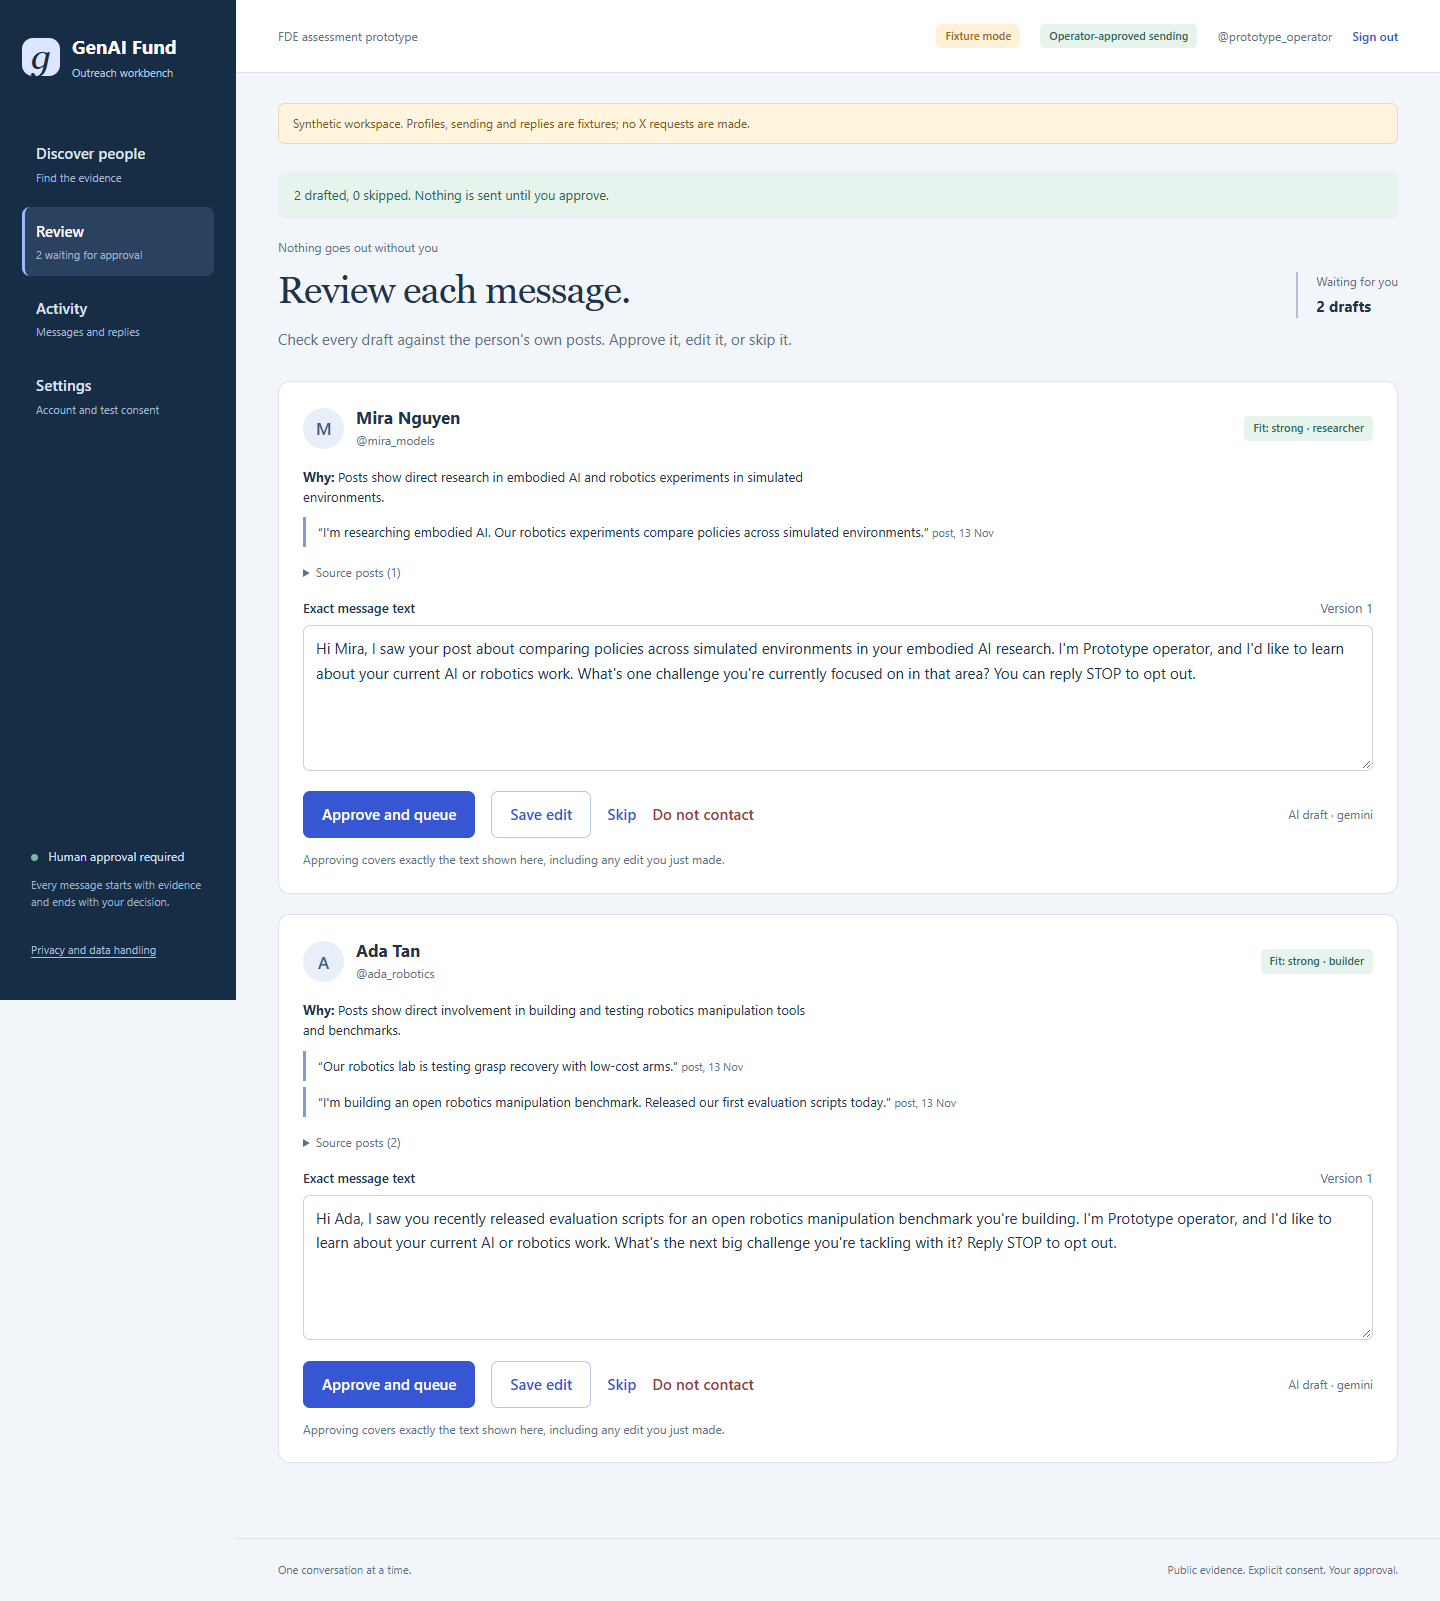 g
GenAI Fund
Outreach workbench
Discover people
Find the evidence
Review
2 waiting for approval
Activity
Messages and replies
Settings
Account and test consent
Human approval required
Every message starts with evidence
and ends with your decision.
Privacy and data handling
FDE assessment prototype
Fixture mode
Operator-approved sending
@prototype_operator
Sign out
Synthetic workspace. Profiles, sending and replies are fixtures; no X requests are made.
2 drafted, 0 skipped. Nothing is sent until you approve.
Nothing goes out without you
Review each message.
Check every draft against the person's own posts. Approve it, edit it, or skip it.
Waiting for you
2 drafts
M
Mira Nguyen
@mira_models
Fit: strong · researcher
Why: Posts show direct research in embodied AI and robotics experiments in simulated
environments.
“I'm researching embodied AI. Our robotics experiments compare policies across simulated environments.” post, 13 Nov
Source posts (1)
Exact message text
Version 1
Hi Mira, I saw your post about comparing policies across simulated environments in your embodied AI research. I'm Prototype operator, and I'd like to learn
about your current AI or robotics work. What's one challenge you're currently focused on in that area? You can reply STOP to opt out.
Approve and queue
Save edit
Skip
Do not contact
AI draft · gemini
Approving covers exactly the text shown here, including any edit you just made.
A
Ada Tan
@ada_robotics
Fit: strong · builder
Why: Posts show direct involvement in building and testing robotics manipulation tools
and benchmarks.
“Our robotics lab is testing grasp recovery with low-cost arms.” post, 13 Nov
“I'm building an open robotics manipulation benchmark. Released our first evaluation scripts today.” post, 13 Nov
Source posts (2)
Exact message text
Version 1
Hi Ada, I saw you recently released evaluation scripts for an open robotics manipulation benchmark you're building. I'm Prototype operator, and I'd like to
learn about your current AI or robotics work. What's the next big challenge you're tackling with it? Reply STOP to opt out.
Approve and queue
Save edit
Skip
Do not contact
AI draft · gemini
Approving covers exactly the text shown here, including any edit you just made.
One conversation at a time.
Public evidence. Explicit consent. Your approval.